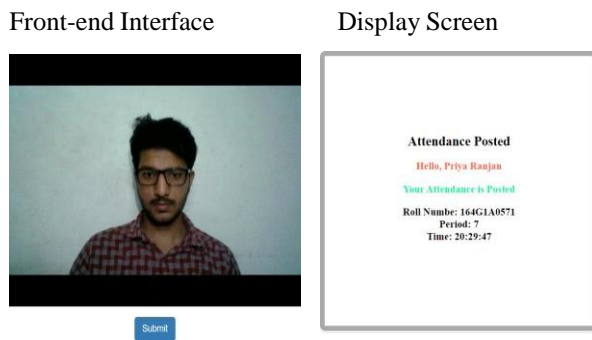 Front-end Interface
Display Screen
Attendance Posted
Hello, Priya Ranjan
Your Attendance is Posted
Roll Numbe: 164G1A0571
Period: 7
Time: 20:29:47
Submit